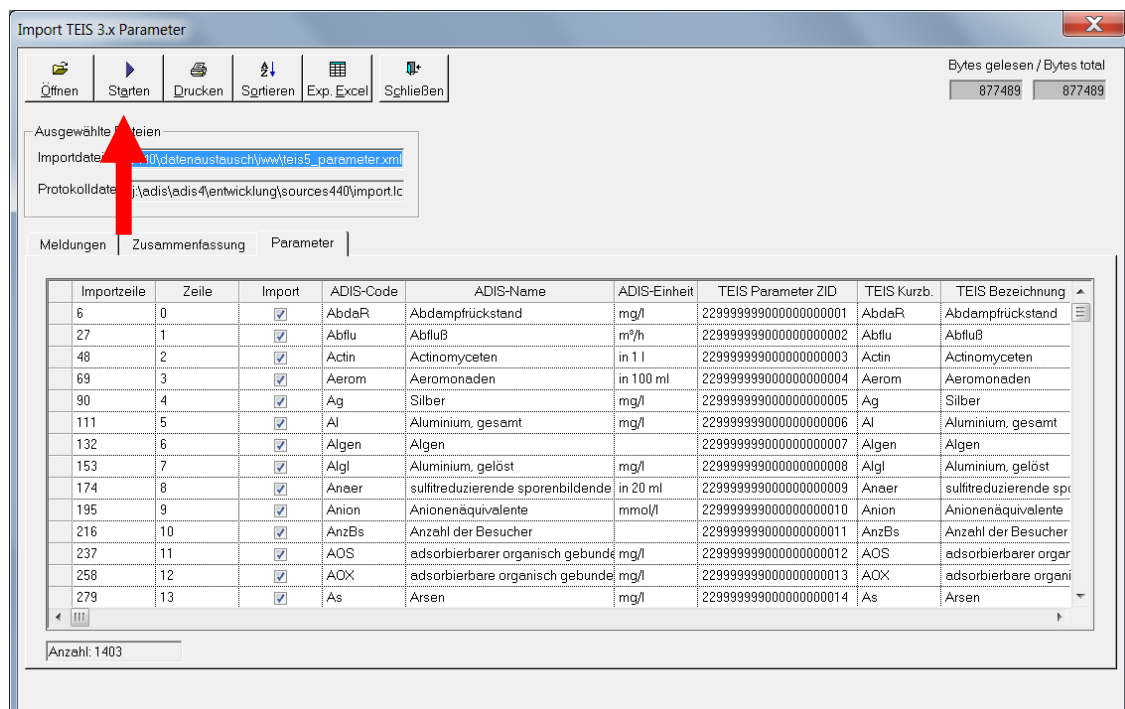 Import TEIS 3.x Parameter
Öffnen Starten Drucken Sortieren Exp. Excel Schließen
Bytes gelesen / Bytes total
877489 877489
Ausgewählte
\datenaustausch\iww\teis5_parameter.xml
j:\adis\adis4\entwicklung\sources440\import.lc
Meldungen Zusammenfassung Parameter
Importzeile Zeile Import ADIS-Code ADIS-Name ADIS-Einheit TEIS Parameter ZID TEIS Kurzb. TEIS Bezeichnung
6 0 AbdaR Abdampfrückstand mg/l 229999999000000000001 AbdaR Abdampfrückstand
27 1 Abflu Abfluß m³/h 229999999000000000002 Abflu Abfluß
48 2 Actin Actinomyceten in 1 l 229999999000000000003 Actin Actinomyceten
69 3 Aerom Aeromonaden in 100 ml 229999999000000000004 Aerom Aeromonaden
90 4 Ag Silber mg/l 229999999000000000005 Ag Silber
111 5 Al Aluminium, gesamt mg/l 229999999000000000006 Al Aluminium, gesamt
132 6 Algen Algen 229999999000000000007 Algen Algen
153 7 Algl Aluminium, gelöst mg/l 229999999000000000008 Algl Aluminium, gelöst
174 8 Anaer sulfitreduzierende sporenbildende in 20 ml 229999999000000000009 Anaer sulfitreduzierende spo
195 9 Anion Anionenäquivalente mmol/l 229999999000000000010 Anion Anionenäquivalente
216 10 AnzBs Anzahl der Besucher 229999999000000000011 AnzBs Anzahl der Besucher
237 11 AOS adsorbierbarer organisch gebunde mg/l 229999999000000000012 AOS adsorbierbarer organ
258 12 AOX adsorbierbare organisch gebunde mg/l 229999999000000000013 AOX adsorbierbare organi
279 13 As Arsen mg/l 229999999000000000014 As Arsen
Anzahl: 1403